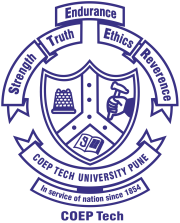 Endurance
Truth
Ethics
Strength
Reverence
COEP TECH UNIVERSITY PUNE
In service of nation since 1854
COEP Tech